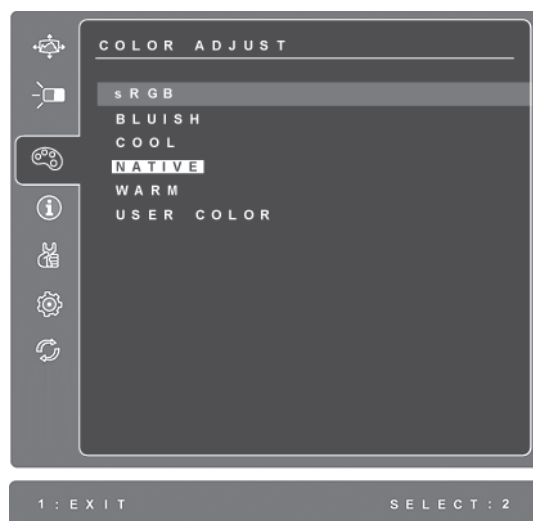 COLOR ADJUST
sRGB
BLUISH
COOL
NATIVE
WARM
USER COLOR
1:EXIT SELECT:2